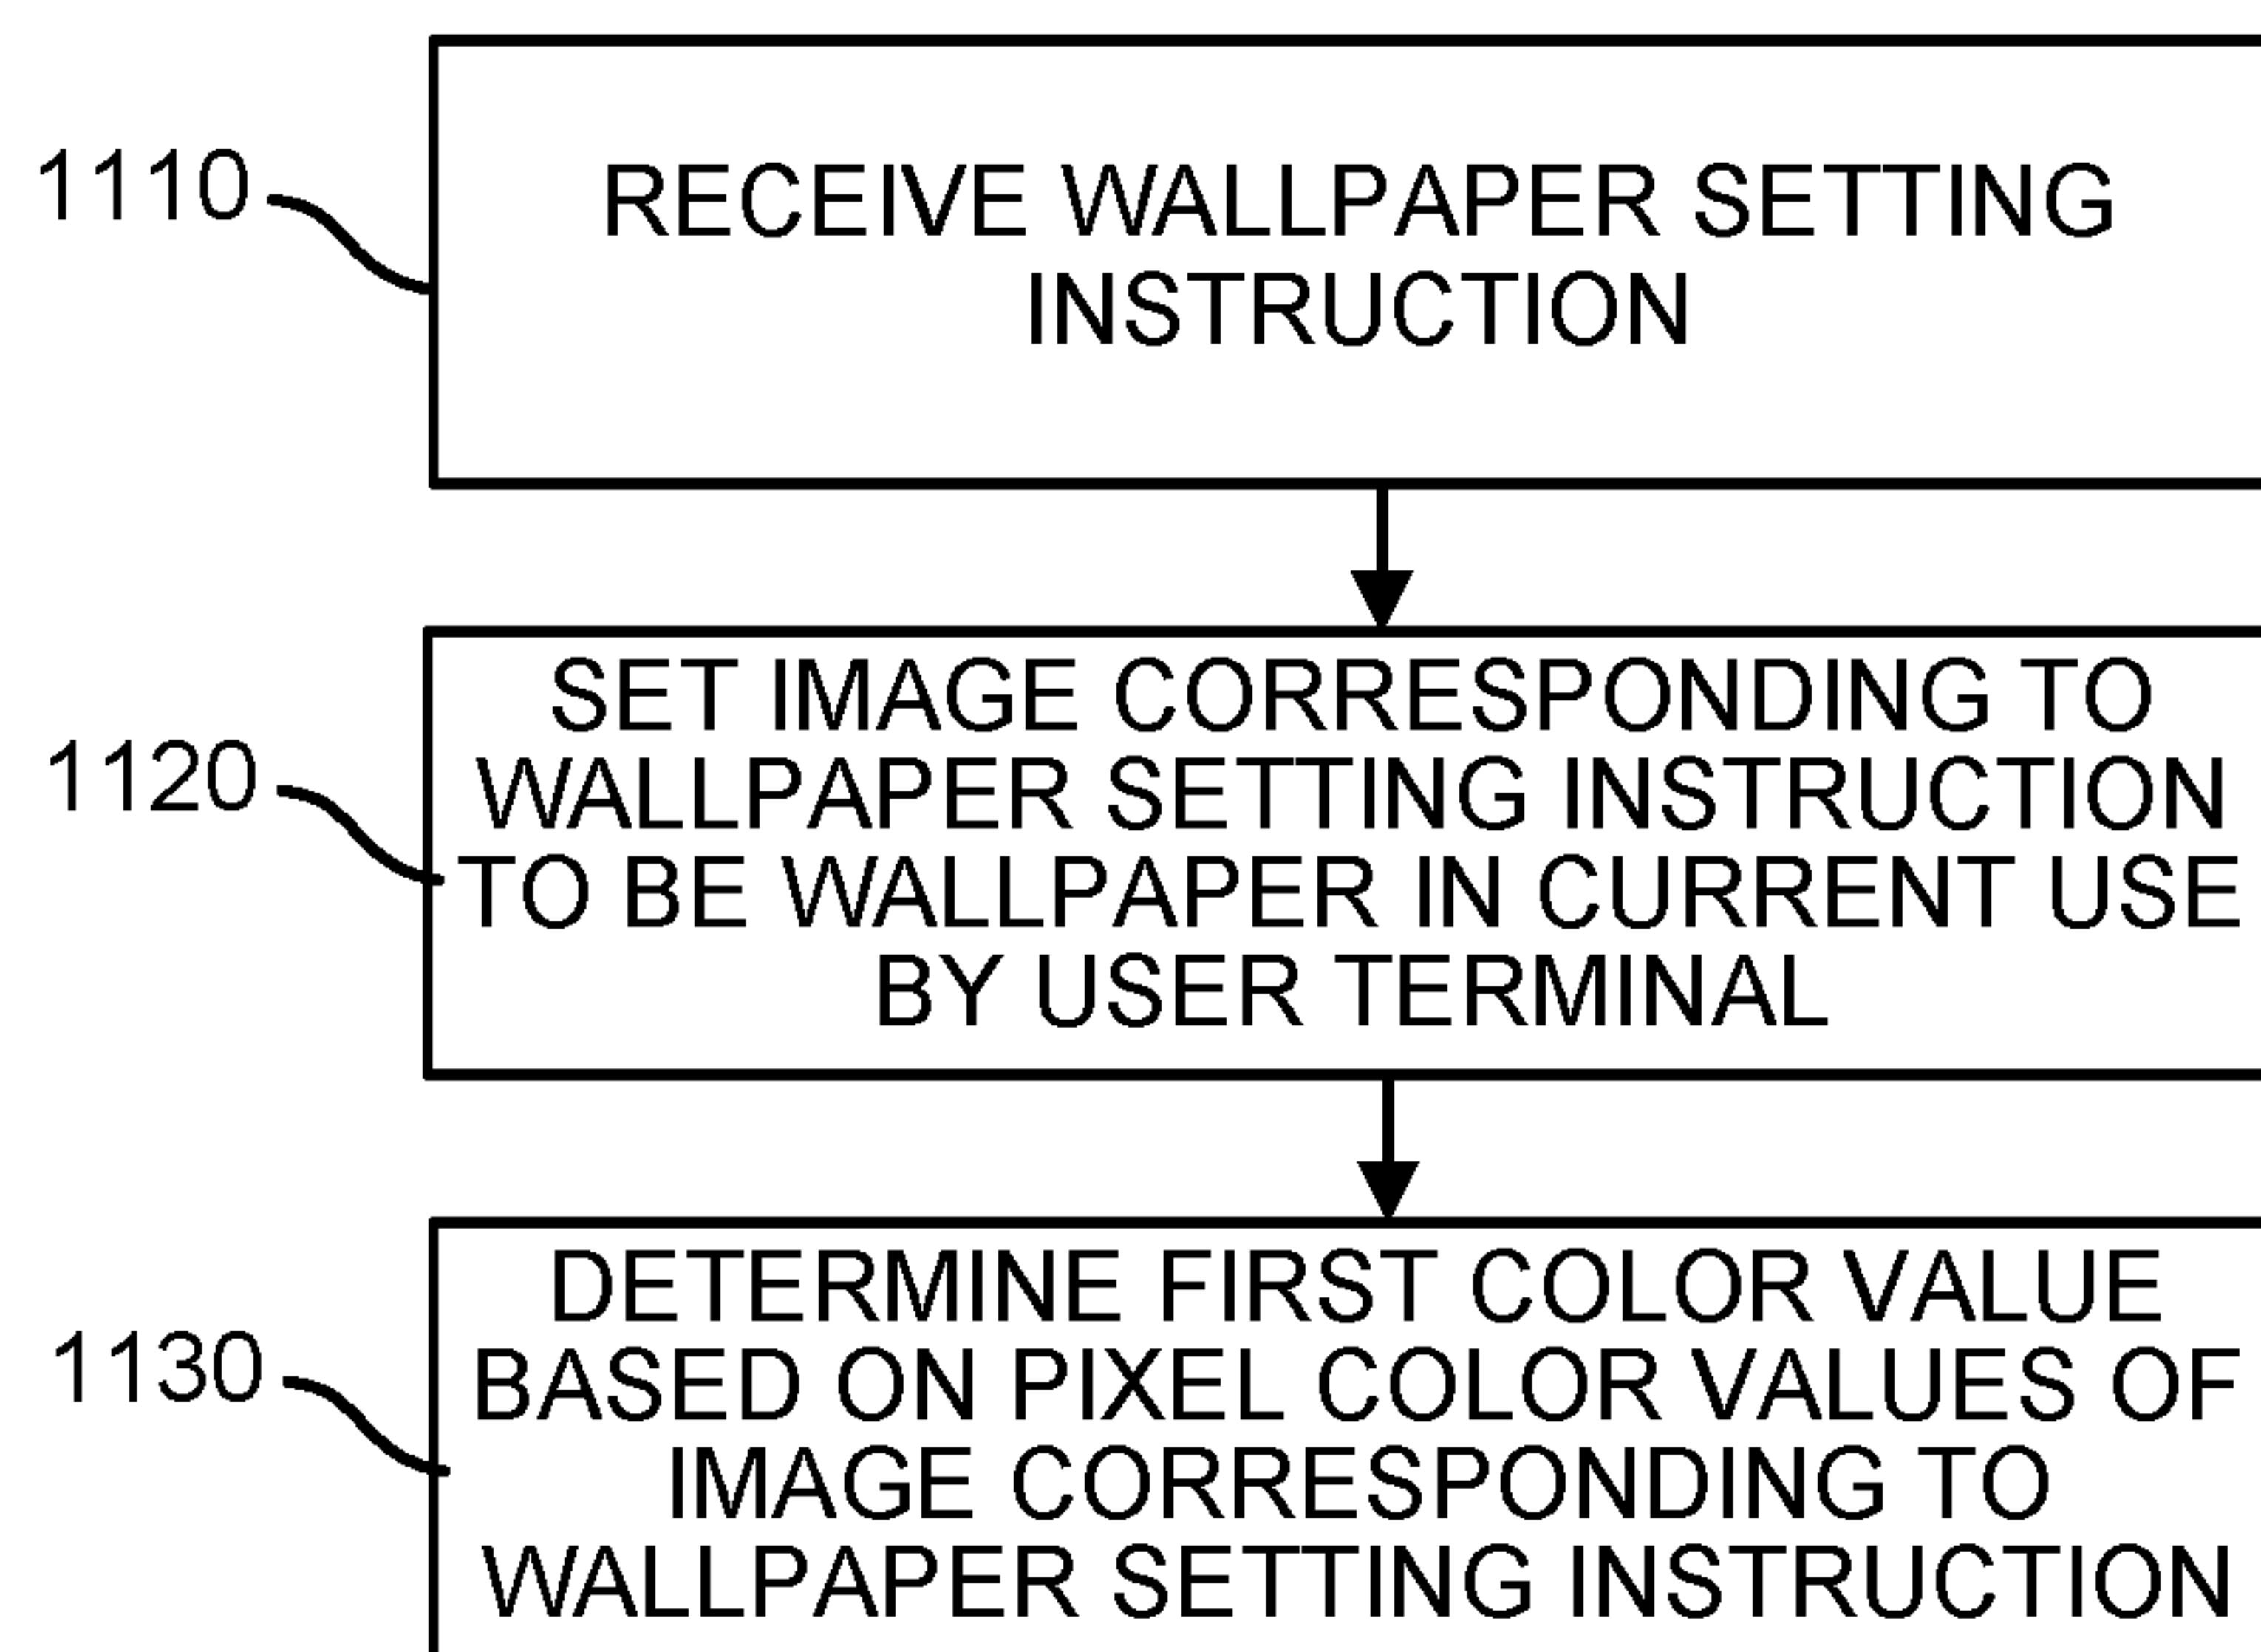 1110
RECEIVE WALLPAPER SETTING
INSTRUCTION
1120
SET IMAGE CORRESPONDING TO
WALLPAPER SETTING INSTRUCTION
TO BE WALLPAPER IN CURRENT USE
BY USER TERMINAL
1130
DETERMINE FIRST COLOR VALUE
BASED ON PIXEL COLOR VALUES OF
IMAGE CORRESPONDING TO
WALLPAPER SETTING INSTRUCTION